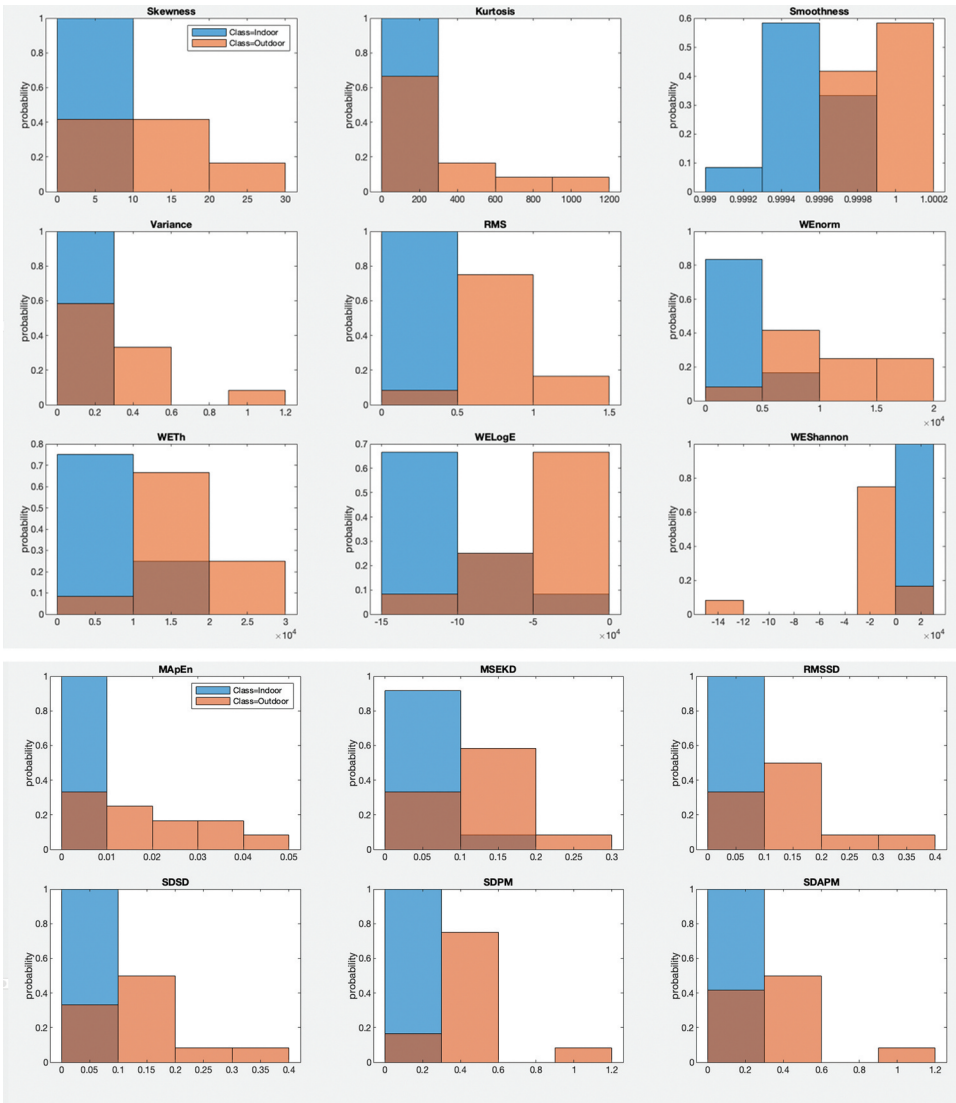 Skewness
probability
1
0.8
0.6
0.4
0.2
0
0 5 10 15 20 25 30
Class=Indoor
Class=Outdoor
Kurtosis
probability
1
0.8
0.6
0.4
0.2
0
0 200 400 600 800 1000 1200
Smoothness
probability
0.6
0.5
0.4
0.3
0.2
0.1
0
0.999 0.9992 0.9994 0.9996 0.9998 1 1.0002
Variance
probability
1
0.8
0.6
0.4
0.2
0
0 0.2 0.4 0.6 0.8 1 1.2
RMS
probability
1
0.8
0.6
0.4
0.2
0
0 0.5 1 1.5
WEnorm
probability
1
0.8
0.6
0.4
0.2
0
0 0.5 1 1.5 2
×10⁴
WETh
probability
0.8
0.7
0.6
0.5
0.4
0.3
0.2
0.1
0
0 0.5 1 1.5 2 2.5 3
×10⁴
WELogE
probability
0.7
0.6
0.5
0.4
0.3
0.2
0.1
0
-15 -10 -5 0
×10⁴
WEShannon
probability
1
0.8
0.6
0.4
0.2
0
-14 -12 -10 -8 -6 -4 -2 0 2
×10⁴
MApEn
probability
1
0.8
0.6
0.4
0.2
0
0 0.01 0.02 0.03 0.04 0.05
Class=Indoor
Class=Outdoor
MSEKD
probability
1
0.8
0.6
0.4
0.2
0
0 0.05 0.1 0.15 0.2 0.25 0.3
RMSSD
probability
1
0.8
0.6
0.4
0.2
0
0 0.05 0.1 0.15 0.2 0.25 0.3 0.35 0.4
SDSD
probability
1
0.8
0.6
0.4
0.2
0
0 0.05 0.1 0.15 0.2 0.25 0.3 0.35 0.4
SDPM
probability
1
0.8
0.6
0.4
0.2
0
0 0.2 0.4 0.6 0.8 1 1.2
SDAPM
probability
1
0.8
0.6
0.4
0.2
0
0 0.2 0.4 0.6 0.8 1 1.2